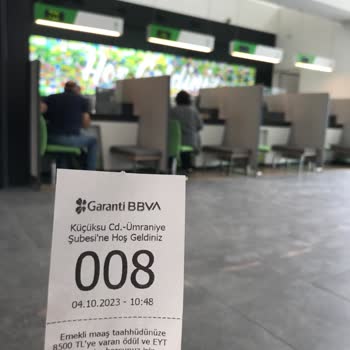 Garanti BBVA
Küçüksu Cd.-Ümraniye
Şubesi'ne Hoş Geldiniz
008
04.10.2023 - 10:48
Emekli maaş taahhüdünüze
8500 TL'ye varan ödül ve EYT